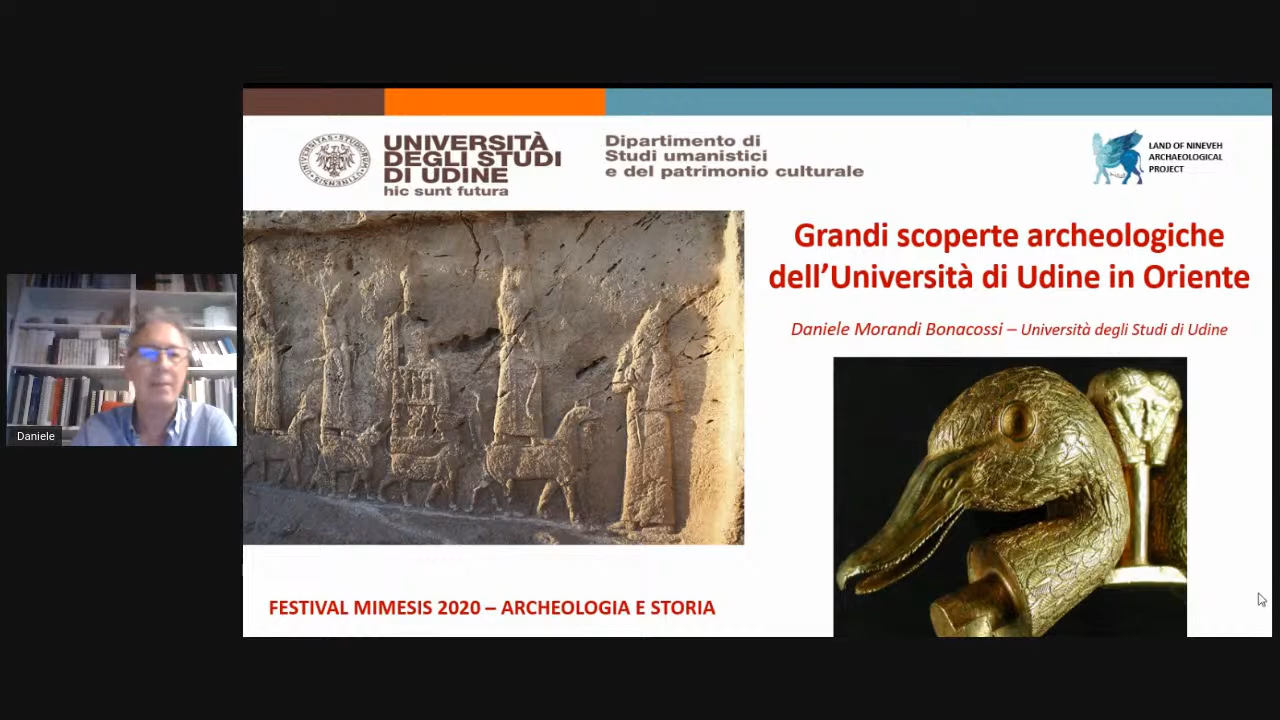 UNIVERSITÀ
DEGLI STUDI
DI UDINE
hic sunt futura
Dipartimento di
Studi umanistici
e del patrimonio culturale
LAND OF NINEVEH
ARCHAEOLOGICAL
PROJECT
Grandi scoperte archeologiche
dell’Università di Udine in Oriente
Daniele Morandi Bonacossi – Università degli Studi di Udine
Daniele
FESTIVAL MIMESIS 2020 – ARCHEOLOGIA E STORIA